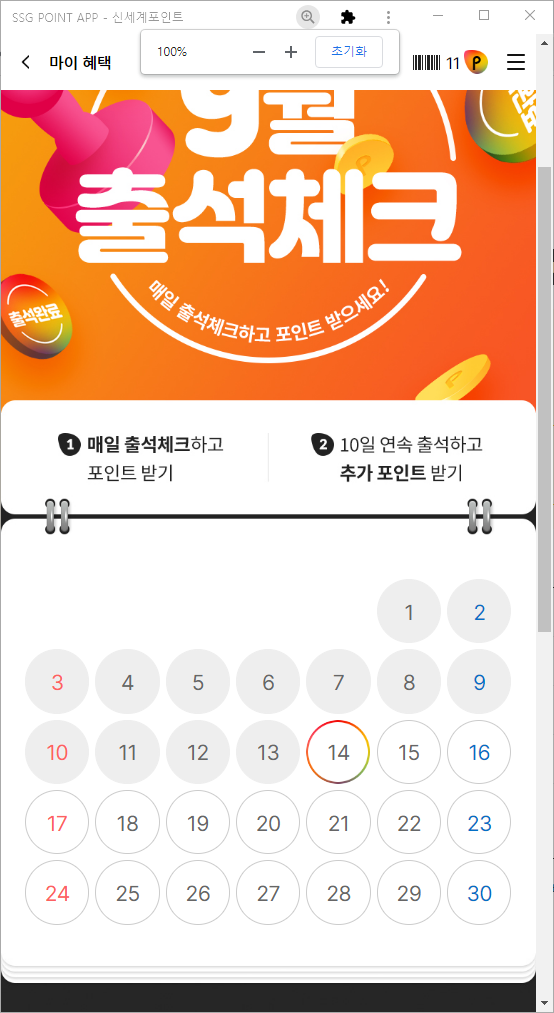 SSG POINT APP - 신세계포인트
100%
초기화
마이 혜택
11 P
9월
출석체크
매일 출석체크하고 포인트 받으세요!
출석완료
1 매일 출석체크하고
포인트 받기
2 10일 연속 출석하고
추가 포인트 받기
1 2
3 4 5 6 7 8 9
10 11 12 13 14 15 16
17 18 19 20 21 22 23
24 25 26 27 28 29 30